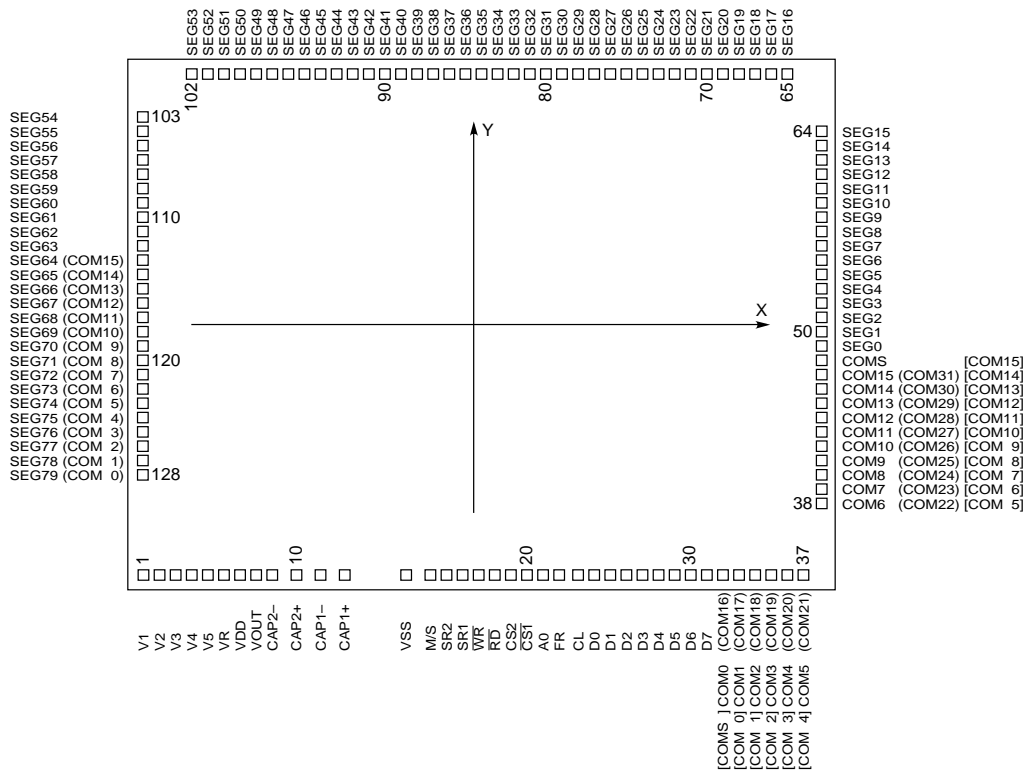 SEG53
SEG52
SEG51
SEG50
SEG49
SEG48
SEG47
SEG46
SEG45
SEG44
SEG43
SEG42
SEG41
SEG40
SEG39
SEG38
SEG37
SEG36
SEG35
SEG34
SEG33
SEG32
SEG31
SEG30
SEG29
SEG28
SEG27
SEG26
SEG25
SEG24
SEG23
SEG22
SEG21
SEG20
SEG19
SEG18
SEG17
SEG16
102
90
80
70
65
SEG54
SEG55
SEG56
SEG57
SEG58
SEG59
SEG60
SEG61
SEG62
SEG63
SEG64 (COM15)
SEG65 (COM14)
SEG66 (COM13)
SEG67 (COM12)
SEG68 (COM11)
SEG69 (COM10)
SEG70 (COM 9)
SEG71 (COM 8)
SEG72 (COM 7)
SEG73 (COM 6)
SEG74 (COM 5)
SEG75 (COM 4)
SEG76 (COM 3)
SEG77 (COM 2)
SEG78 (COM 1)
SEG79 (COM 0)
103
110
120
128
Y
X
64
50
38
SEG15
SEG14
SEG13
SEG12
SEG11
SEG10
SEG9
SEG8
SEG7
SEG6
SEG5
SEG4
SEG3
SEG2
SEG1
SEG0
COMS [COM15]
COM15 (COM31) [COM14]
COM14 (COM30) [COM13]
COM13 (COM29) [COM12]
COM12 (COM28) [COM11]
COM11 (COM27) [COM10]
COM10 (COM26) [COM 9]
COM9 (COM25) [COM 8]
COM8 (COM24) [COM 7]
COM7 (COM23) [COM 6]
COM6 (COM22) [COM 5]
1
10
20
30
37
V1
V2
V3
V4
V5
VR
VDD
VOUT
CAP2–
CAP2+
CAP1–
CAP1+
VSS
M/S
SR2
SR1
WR
RD
CS2
CS1
A0
FR
CL
D0
D1
D2
D3
D4
D5
D6
D7
[COMS ] COM0 (COM16)
[COM 0] COM1 (COM17)
[COM 1] COM2 (COM18)
[COM 2] COM3 (COM19)
[COM 3] COM4 (COM20)
[COM 4] COM5 (COM21)